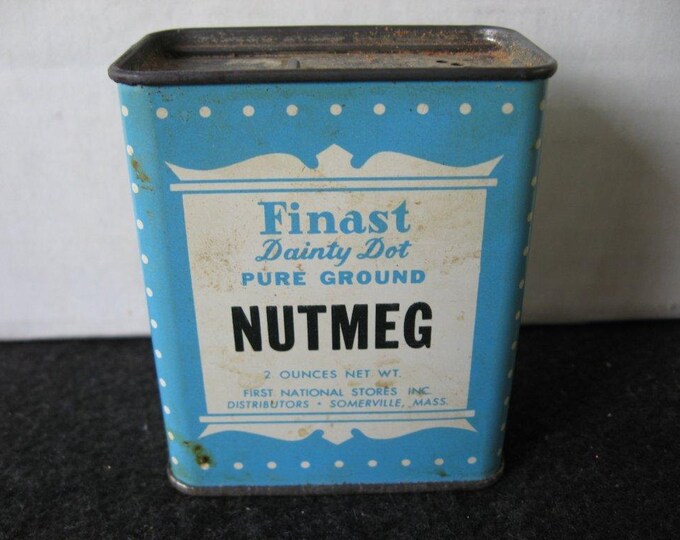 Finast
Dainty Dot
PURE GROUND
NUTMEG
2 OUNCES NET WT.
FIRST NATIONAL STORES INC.
DISTRIBUTORS • SOMERVILLE, MASS.